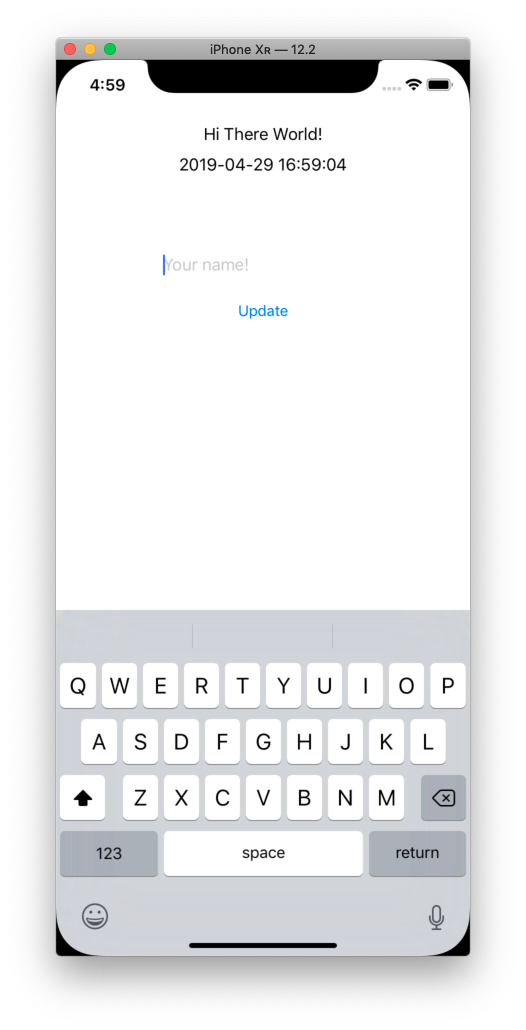 iPhone Xʀ — 12.2
4:59
Hi There World!
2019-04-29 16:59:04
Your name!
Update
Q W E R T Y U I O P
A S D F G H J K L
Z X C V B N M
123 space return